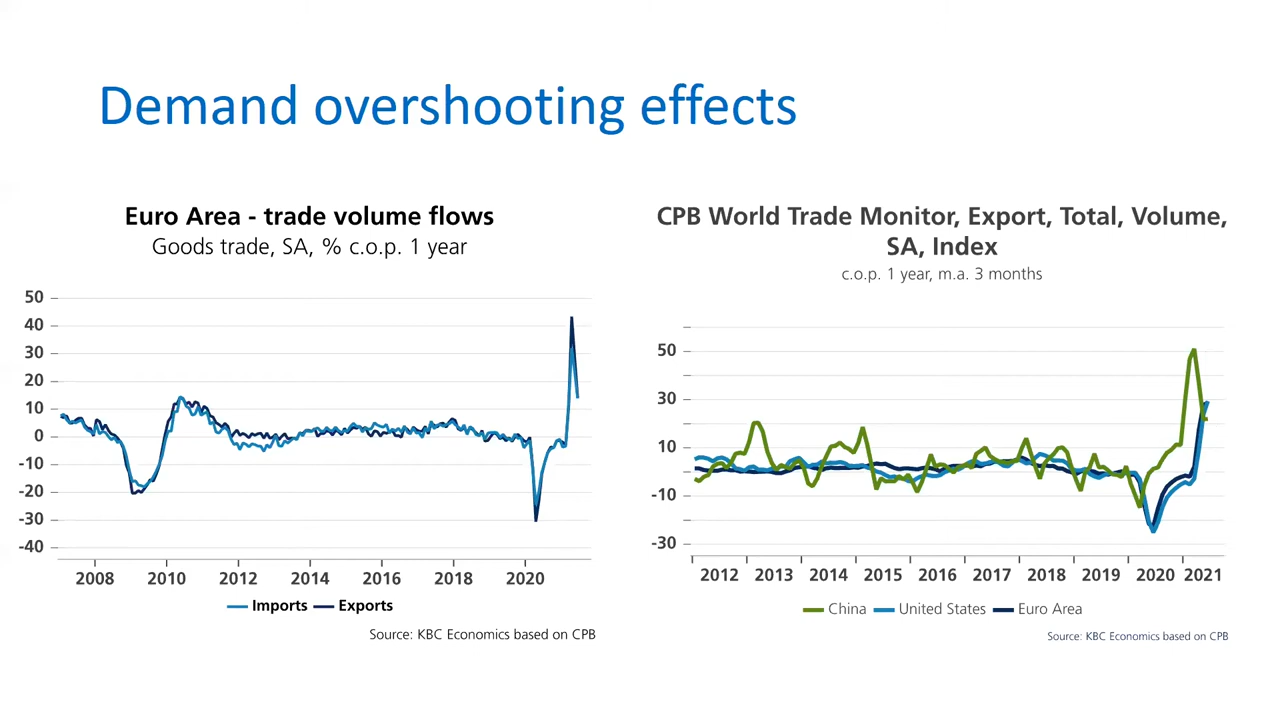 Demand overshooting effects
Euro Area - trade volume flows
Goods trade, SA, % c.o.p. 1 year
50
40
30
20
10
0
-10
-20
-30
-40
2008 2010 2012 2014 2016 2018 2020
Imports Exports
Source: KBC Economics based on CPB
CPB World Trade Monitor, Export, Total, Volume,
SA, Index
c.o.p. 1 year, m.a. 3 months
50
30
10
-10
-30
2012 2013 2014 2015 2016 2017 2018 2019 2020 2021
China United States Euro Area
Source: KBC Economics based on CPB